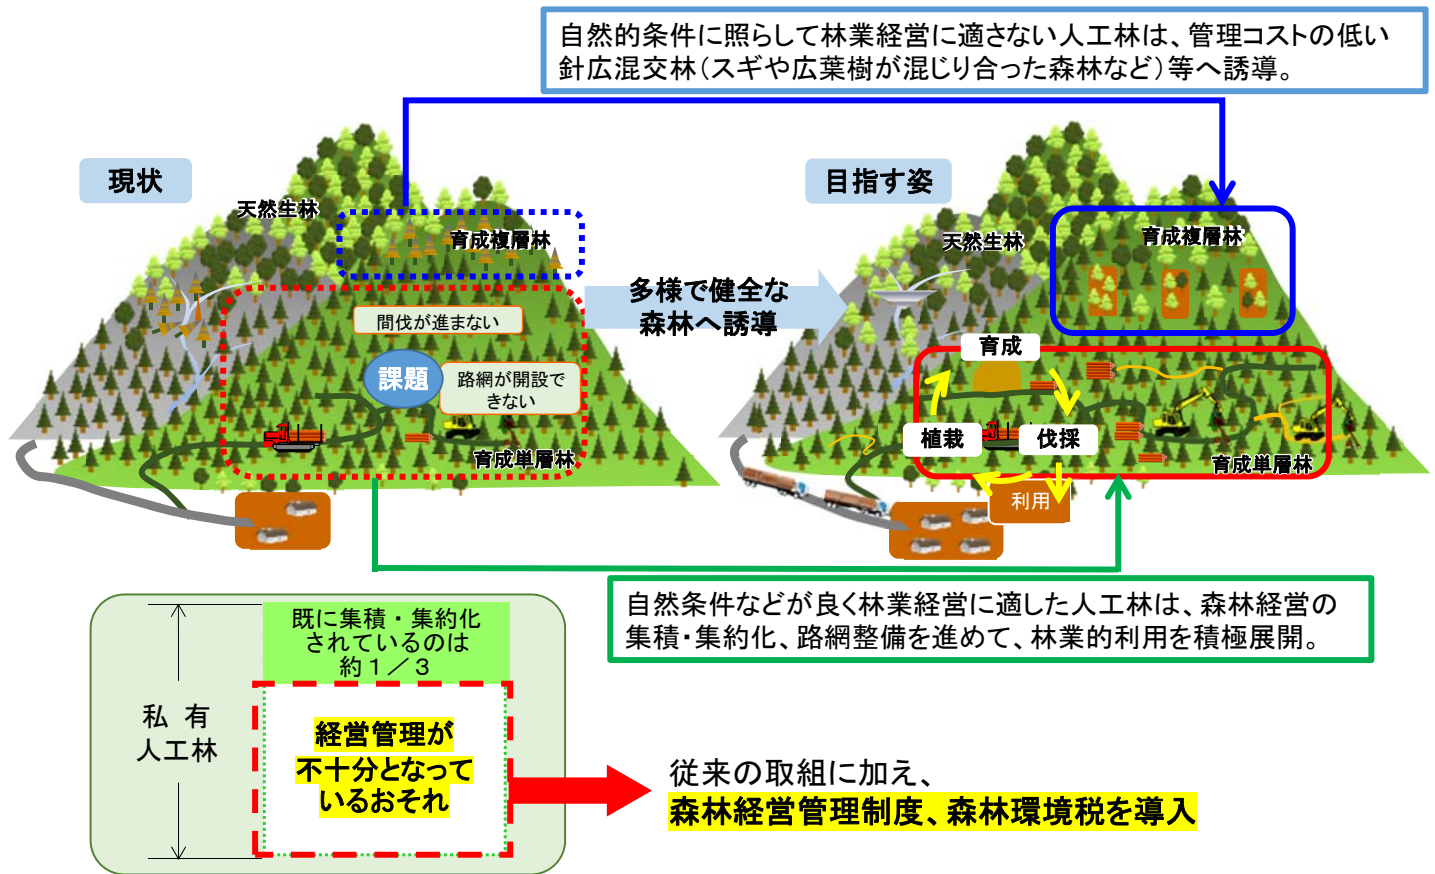 自然的条件に照らして林業経営に適さない人工林は、管理コストの低い
針広混交林（スギや広葉樹が混じり合った森林など）等へ誘導。
現状
天然生林
育成複層林
間伐が進まない
課題
路網が開設で
きない
育成単層林
多様で健全な
森林へ誘導
目指す姿
天然生林
育成複層林
育成
植栽
伐採
育成単層林
利用
自然条件などが良く林業経営に適した人工林は、森林経営の
集積・集約化、路網整備を進めて、林業的利用を積極展開。
私 有
人工林
既に集積・集約化
されているのは
約１／３
経営管理が
不十分となって
いるおそれ
従来の取組に加え、
森林経営管理制度、森林環境税を導入